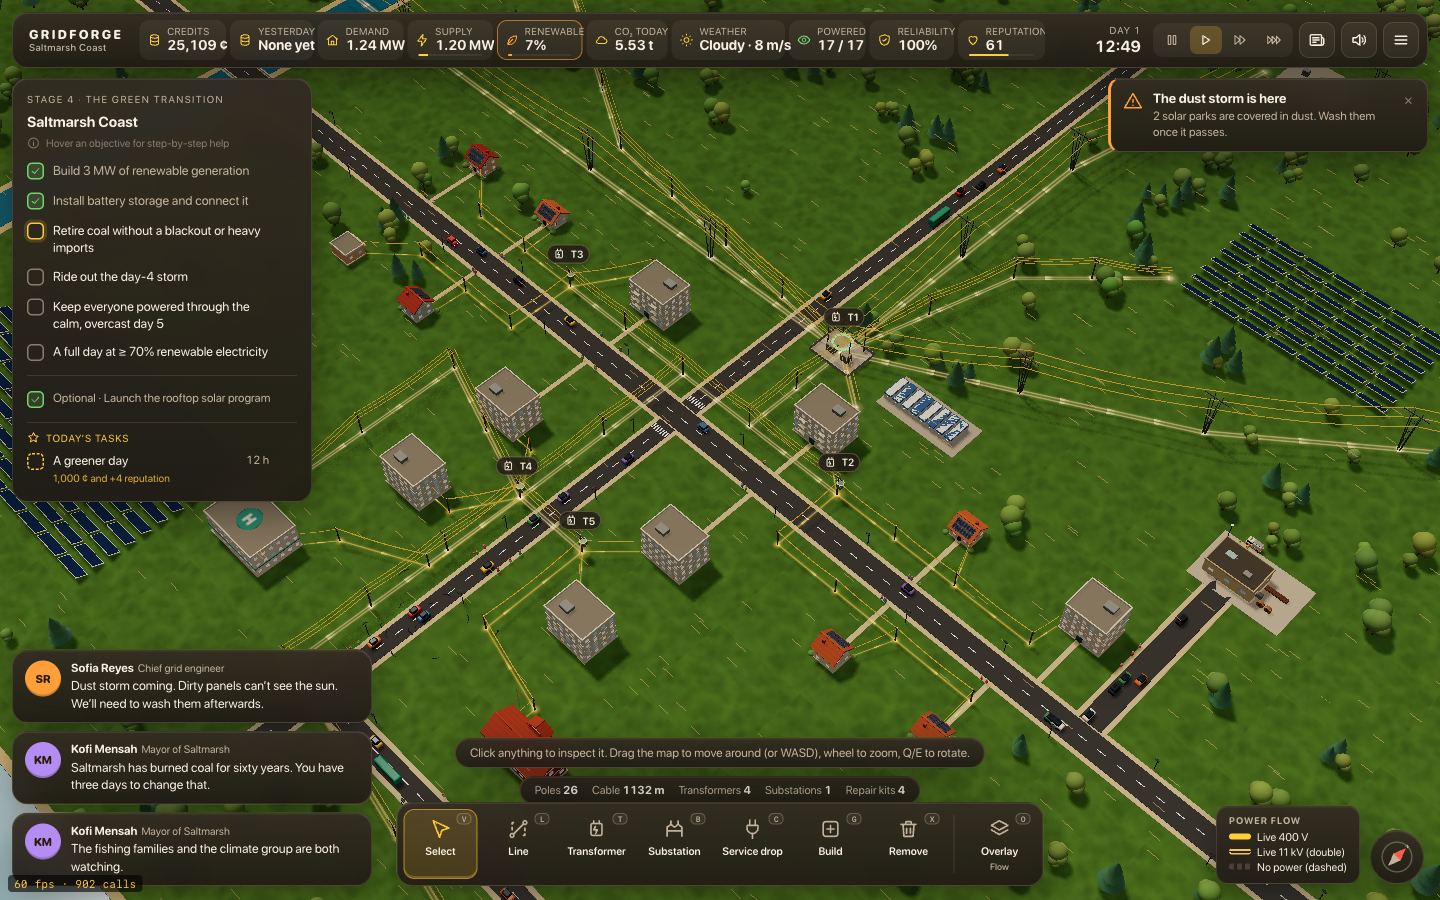 GRIDFORGE
Saltmarsh Coast
CREDITS
25,109 ¢
YESTERDAY
None yet
DEMAND
1.24 MW
SUPPLY
1.20 MW
RENEWABLE
7%
CO₂ TODAY
5.53 t
WEATHER
Cloudy · 8 m/s
POWERED
17 / 17
RELIABILITY
100%
REPUTATION
61
DAY 1
12:49
STAGE 4 · THE GREEN TRANSITION
Saltmarsh Coast
Hover an objective for step-by-step help
Build 3 MW of renewable generation
Install battery storage and connect it
Retire coal without a blackout or heavy
imports
Ride out the day-4 storm
Keep everyone powered through the
calm, overcast day 5
A full day at ≥ 70% renewable electricity
Optional · Launch the rooftop solar program
TODAY'S TASKS
A greener day
12 h
1,000 ¢ and +4 reputation
The dust storm is here
×
2 solar parks are covered in dust. Wash them
once it passes.
T3
T1
T4
T2
T5
H
SR
Sofia Reyes Chief grid engineer
Dust storm coming. Dirty panels can't see the sun.
We'll need to wash them afterwards.
KM
Kofi Mensah Mayor of Saltmarsh
Saltmarsh has burned coal for sixty years. You have
three days to change that.
KM
Kofi Mensah Mayor of Saltmarsh
The fishing families and the climate group are both
watching.
60 fps · 902 calls
Click anything to inspect it. Drag the map to move around (or WASD), wheel to zoom, Q/E to rotate.
Poles 26 Cable 1132 m Transformers 4 Substations 1 Repair kits 4
V
Select
L
Line
T
Transformer
B
Substation
C
Service drop
G
Build
X
Remove
O
Overlay
Flow
POWER FLOW
Live 400 V
Live 11 kV (double)
No power (dashed)